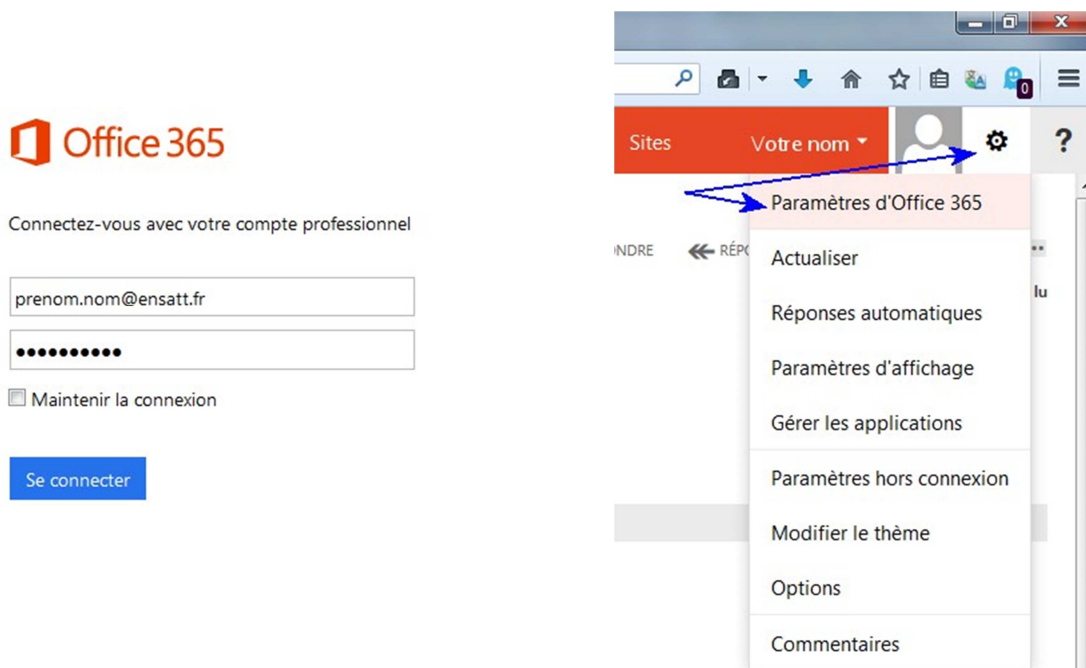 Office 365
Connectez-vous avec votre compte professionnel
prenom.nom@ensatt.fr
Maintenir la connexion
Se connecter
0
Sites
Votre nom
?
Paramètres d'Office 365
NDRE
RÉP
lu
Actualiser
Réponses automatiques
Paramètres d'affichage
Gérer les applications
Paramètres hors connexion
Modifier le thème
Options
Commentaires